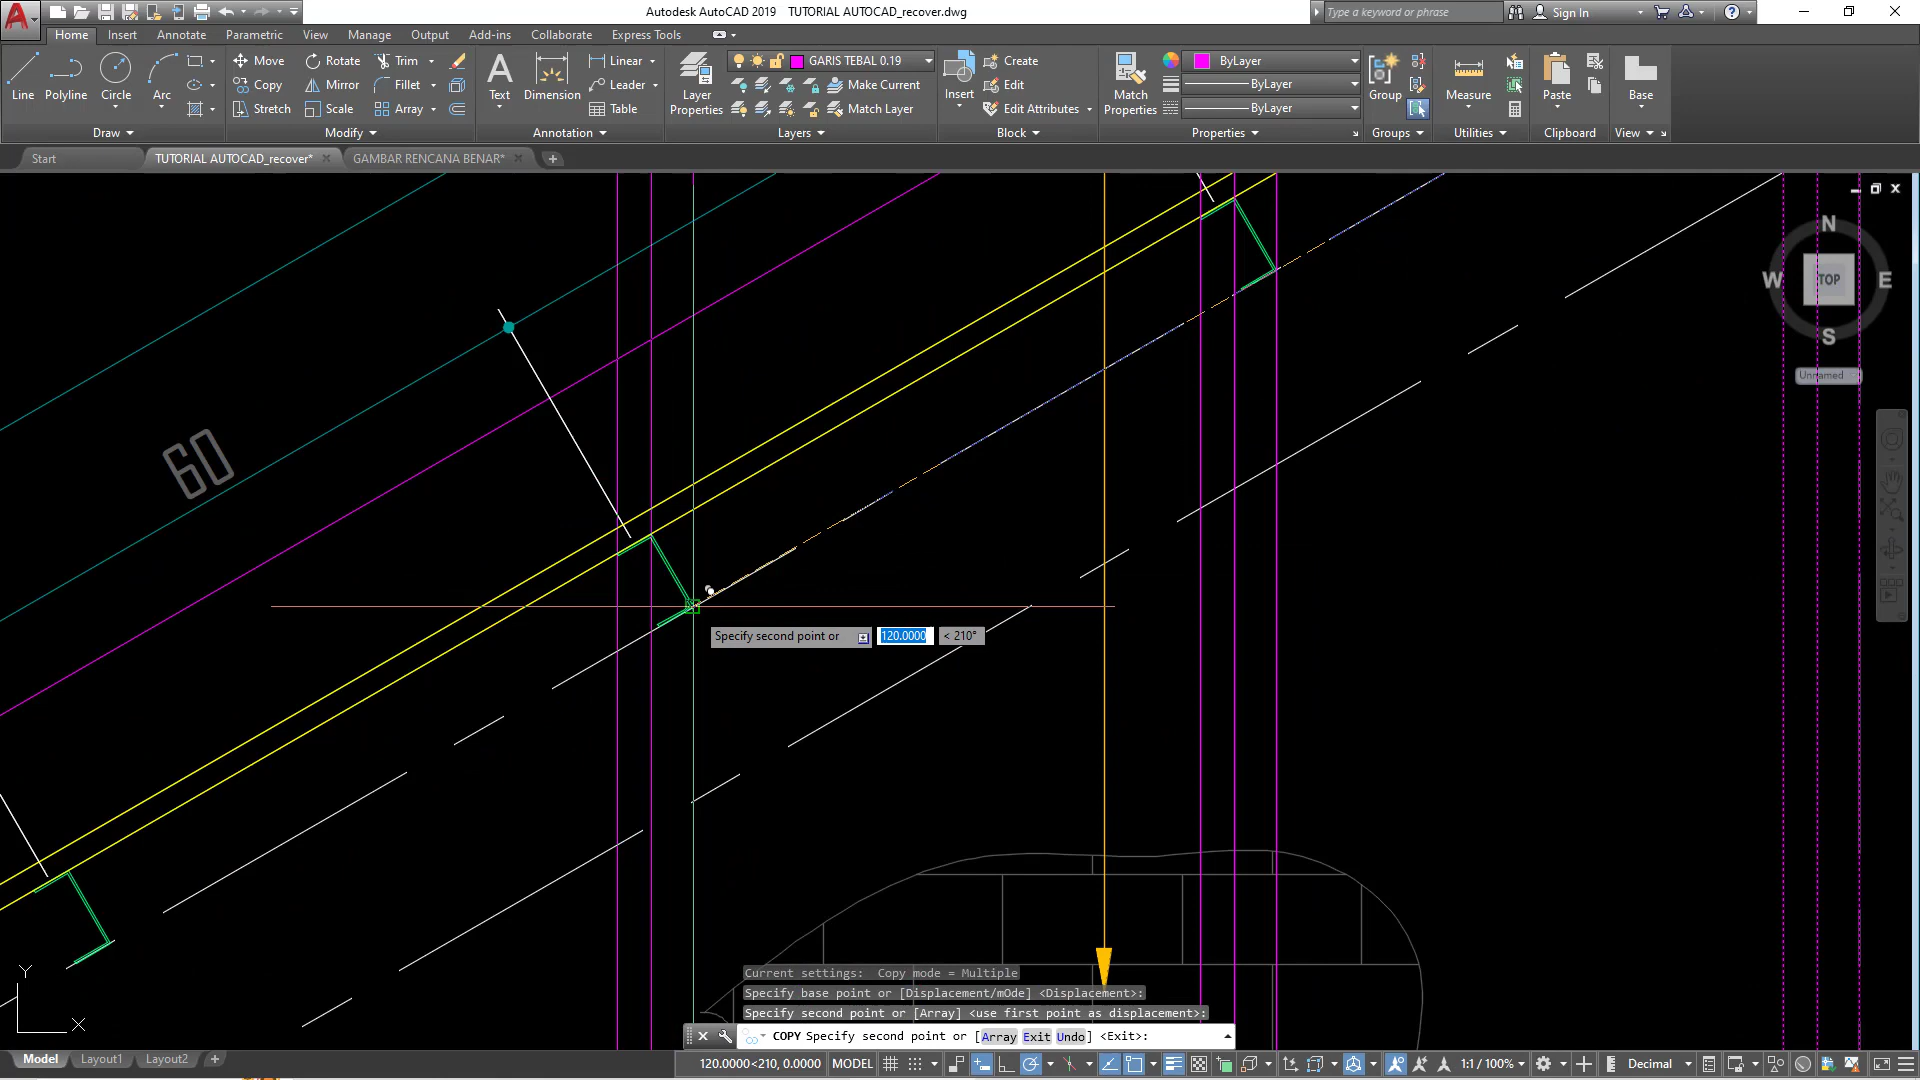 Autodesk AutoCAD 2019 TUTORIAL AUTOCAD_recover.dwg
Type a keyword or phrase
Sign In
Home Insert Annotate Parametric View Manage Output Add-ins Collaborate Express Tools
Line Polyline Circle Arc
Move Rotate Trim
Copy Mirror Fillet
Stretch Scale Array
Text Dimension
Linear
Leader
Table
Layer Properties
GARIS TEBAL 0.19
Make Current
Match Layer
Insert
Create
Edit
Edit Attributes
Match Properties
ByLayer
ByLayer
ByLayer
Group
Measure
Paste
Base
Draw Modify Annotation Layers Block Properties Groups Utilities Clipboard View
Start TUTORIAL AUTOCAD_recover* GAMBAR RENCANA BENAR*
N
W TOP E
S
Unnamed
60
Specify second point or 120.0000 < 210°
Current settings: Copy mode = Multiple
Specify base point or [Displacement/mOde] <Displacement>:
Specify second point or [Array] <use first point as displacement>:
COPY Specify second point or [Array Exit Undo] <Exit>:
Y
X
Model Layout1 Layout2 +
120.0000<210, 0.0000 MODEL 1:1 / 100% Decimal